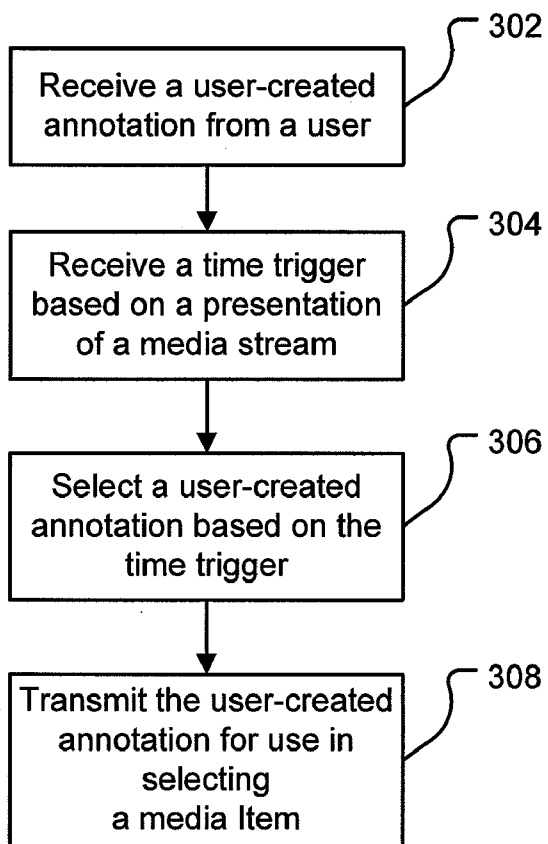 302
Receive a user-created
annotation from a user
304
Receive a time trigger
based on a presentation
of a media stream
306
Select a user-created
annotation based on the
time trigger
308
Transmit the user-created
annotation for use in
selecting
a media Item